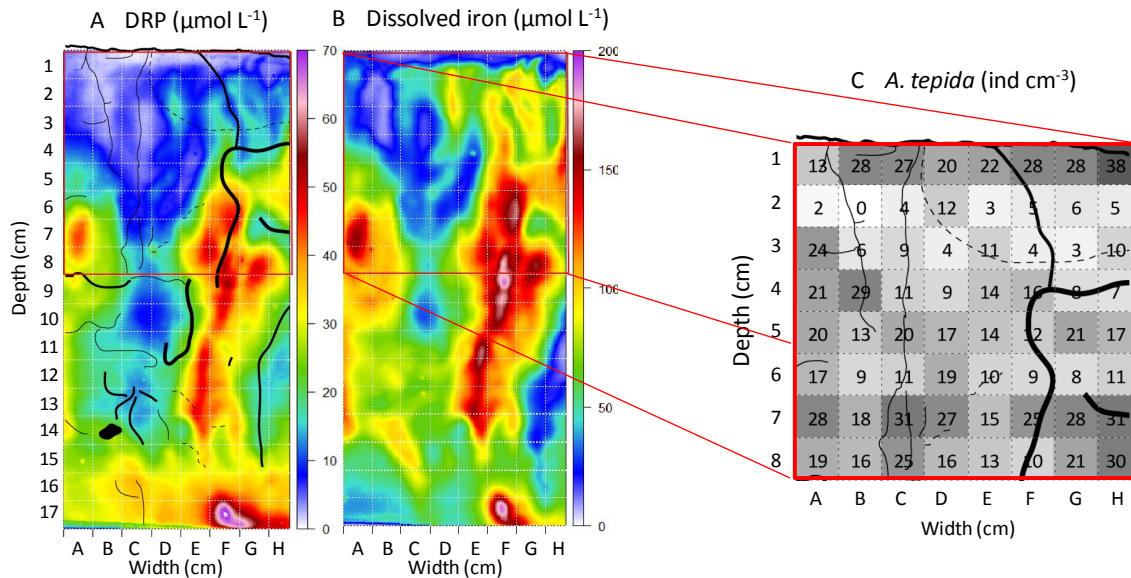 A DRP (µmol L-1)
B Dissolved iron (µmol L-1)
C A. tepida (ind cm-3)
Depth (cm)
1
2
3
4
5
6
7
8
9
10
11
12
13
14
15
16
17
A B C D E F G H
Width (cm)
70
60
50
40
30
20
10
0
A B C D E F G H
Width (cm)
200
150
100
50
0
Depth (cm)
1 13 28 27 20 22 28 28 38
2 2 0 4 12 3 5 6 5
3 24 6 9 4 11 4 3 10
4 21 29 11 9 14 16 8 7
5 20 13 20 17 14 12 21 17
6 17 9 11 19 10 9 8 11
7 28 18 31 27 15 25 28 31
8 19 16 25 16 13 10 21 30
A B C D E F G H
Width (cm)